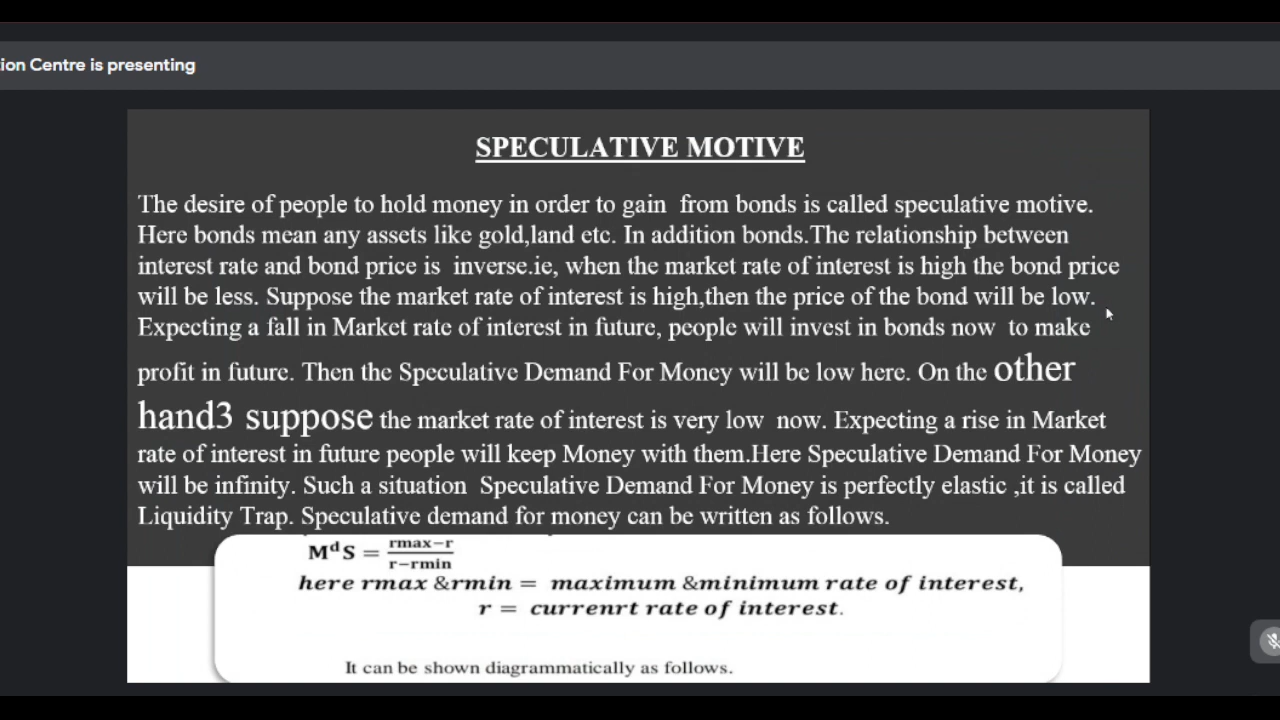 ion Centre is presenting
SPECULATIVE MOTIVE
The desire of people to hold money in order to gain from bonds is called speculative motive.
Here bonds mean any assets like gold,land etc. In addition bonds.The relationship between
interest rate and bond price is inverse.ie, when the market rate of interest is high the bond price
will be less. Suppose the market rate of interest is high,then the price of the bond will be low.
Expecting a fall in Market rate of interest in future, people will invest in bonds now to make
profit in future. Then the Speculative Demand For Money will be low here. On the other
hand3 suppose the market rate of interest is very low now. Expecting a rise in Market
rate of interest in future people will keep Money with them.Here Speculative Demand For Money
will be infinity. Such a situation Speculative Demand For Money is perfectly elastic ,it is called
Liquidity Trap. Speculative demand for money can be written as follows.
MᵈS = rmax−r / r−rmin
here rmax &rmin = maximum &minimum rate of interest,
r = currenrt rate of interest.
It can be shown diagrammatically as follows.